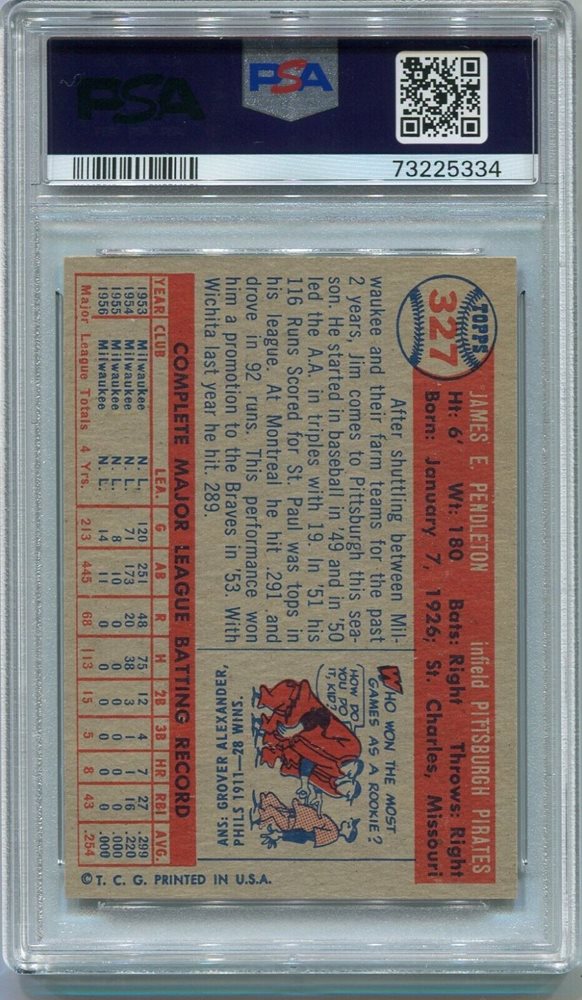 PSA
PSA
73225334
TOPPS
327
JAMES E. PENDLETON infield PITTSBURGH PIRATES
Ht: 6' Wt: 180 Bats: Right Throws: Right
Born: January 7, 1926; St. Charles, Missouri
After shuttling between Mil-
waukee and their farm teams for the past
2 years, Jim comes to Pittsburgh this sea-
son. He started in baseball in '49 and in '50
led the A.A. in triples with 19. In '51 his
116 Runs Scored for St. Paul was tops in
his league. At Montreal he hit .291 and
drove in 92 runs. This performance won
him a promotion to the Braves in '53. With
Wichita last year he hit .289.
WHO WON THE MOST
GAMES AS A ROOKIE?
HOW DO
YOU DO
IT, KID?
ANS: GROVER ALEXANDER,
PHILS 1911-28 WINS.
COMPLETE MAJOR LEAGUE BATTING RECORD
YEAR CLUB LEA. G AB R H 2B 3B HR RBI AVG.
1953 Milwaukee N. L. 120 251 48 75 12 4 7 27 .299
1954 Milwaukee N. L. 71 173 20 38 3 1 1 16 .220
1955 Milwaukee N. L. 8 10 0 0 0 0 0 0 .000
1956 Milwaukee N. L. 14 11 0 0 0 0 0 0 .000
Major League Totals 4 Yrs. 213 445 68 113 15 5 8 43 .254
© T. C. G. PRINTED IN U.S.A.